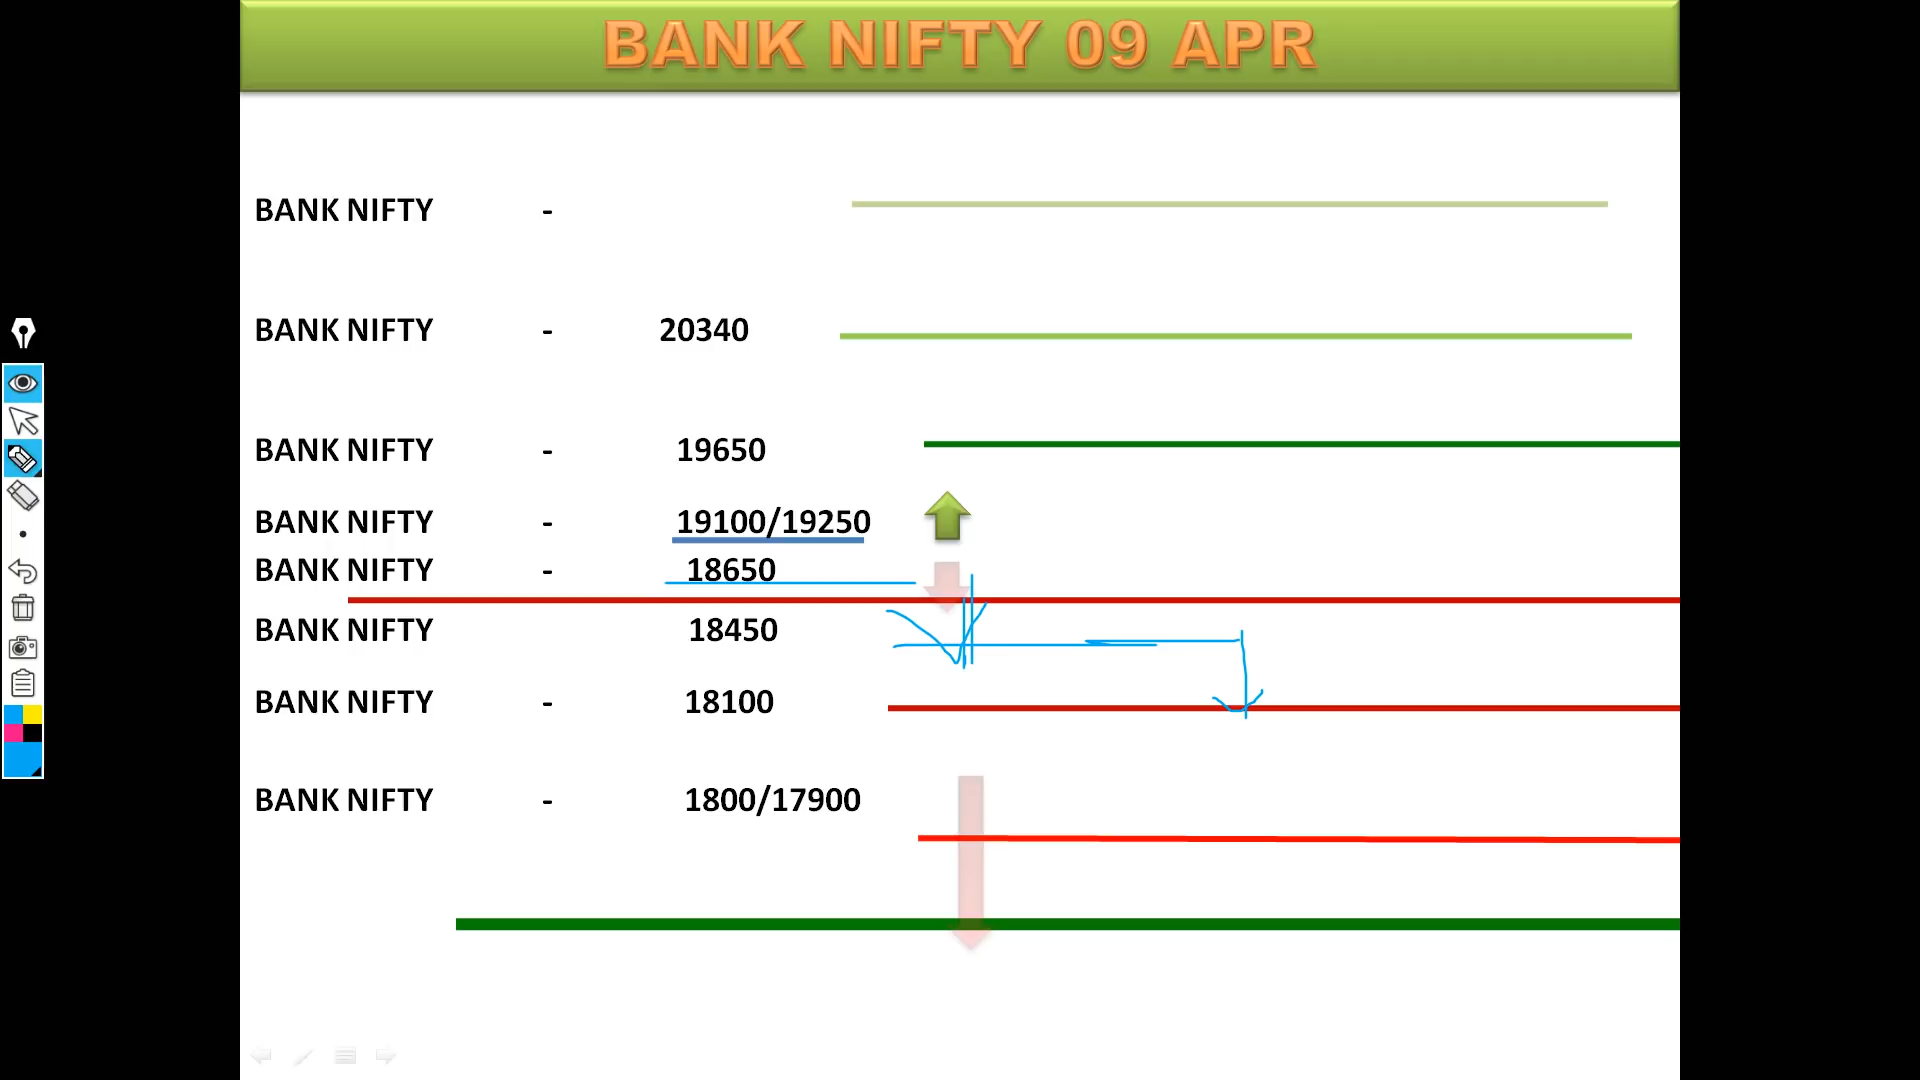 BANK NIFTY 09 APR
BANK NIFTY -
BANK NIFTY - 20340
BANK NIFTY - 19650
BANK NIFTY - 19100/19250
BANK NIFTY - 18650
BANK NIFTY 18450
BANK NIFTY - 18100
BANK NIFTY - 1800/17900